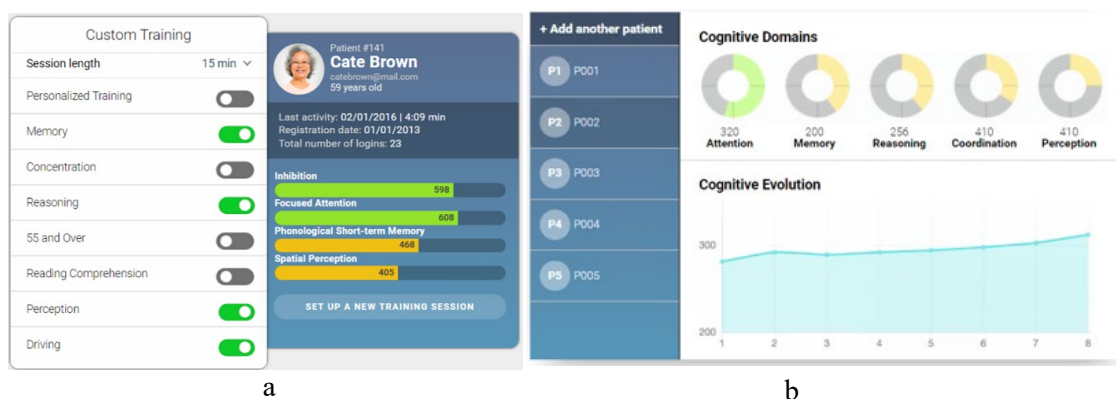 Custom Training
Session length 15 min
Personalized Training
Memory
Concentration
Reasoning
55 and Over
Reading Comprehension
Perception
Driving
Patient #141
Cate Brown
catebrown@mail.com
59 years old
Last activity: 02/01/2016 | 4:09 min
Registration date: 01/01/2013
Total number of logins: 23
Inhibition
598
Focused Attention
608
Phonological Short-term Memory
468
Spatial Perception
405
SET UP A NEW TRAINING SESSION
a
+ Add another patient
P1 P001
P2 P002
P3 P003
P4 P004
P5 P005
Cognitive Domains
320 200 256 410 410
Attention Memory Reasoning Coordination Perception
Cognitive Evolution
300
200
1 2 3 4 5 6 7 8
b